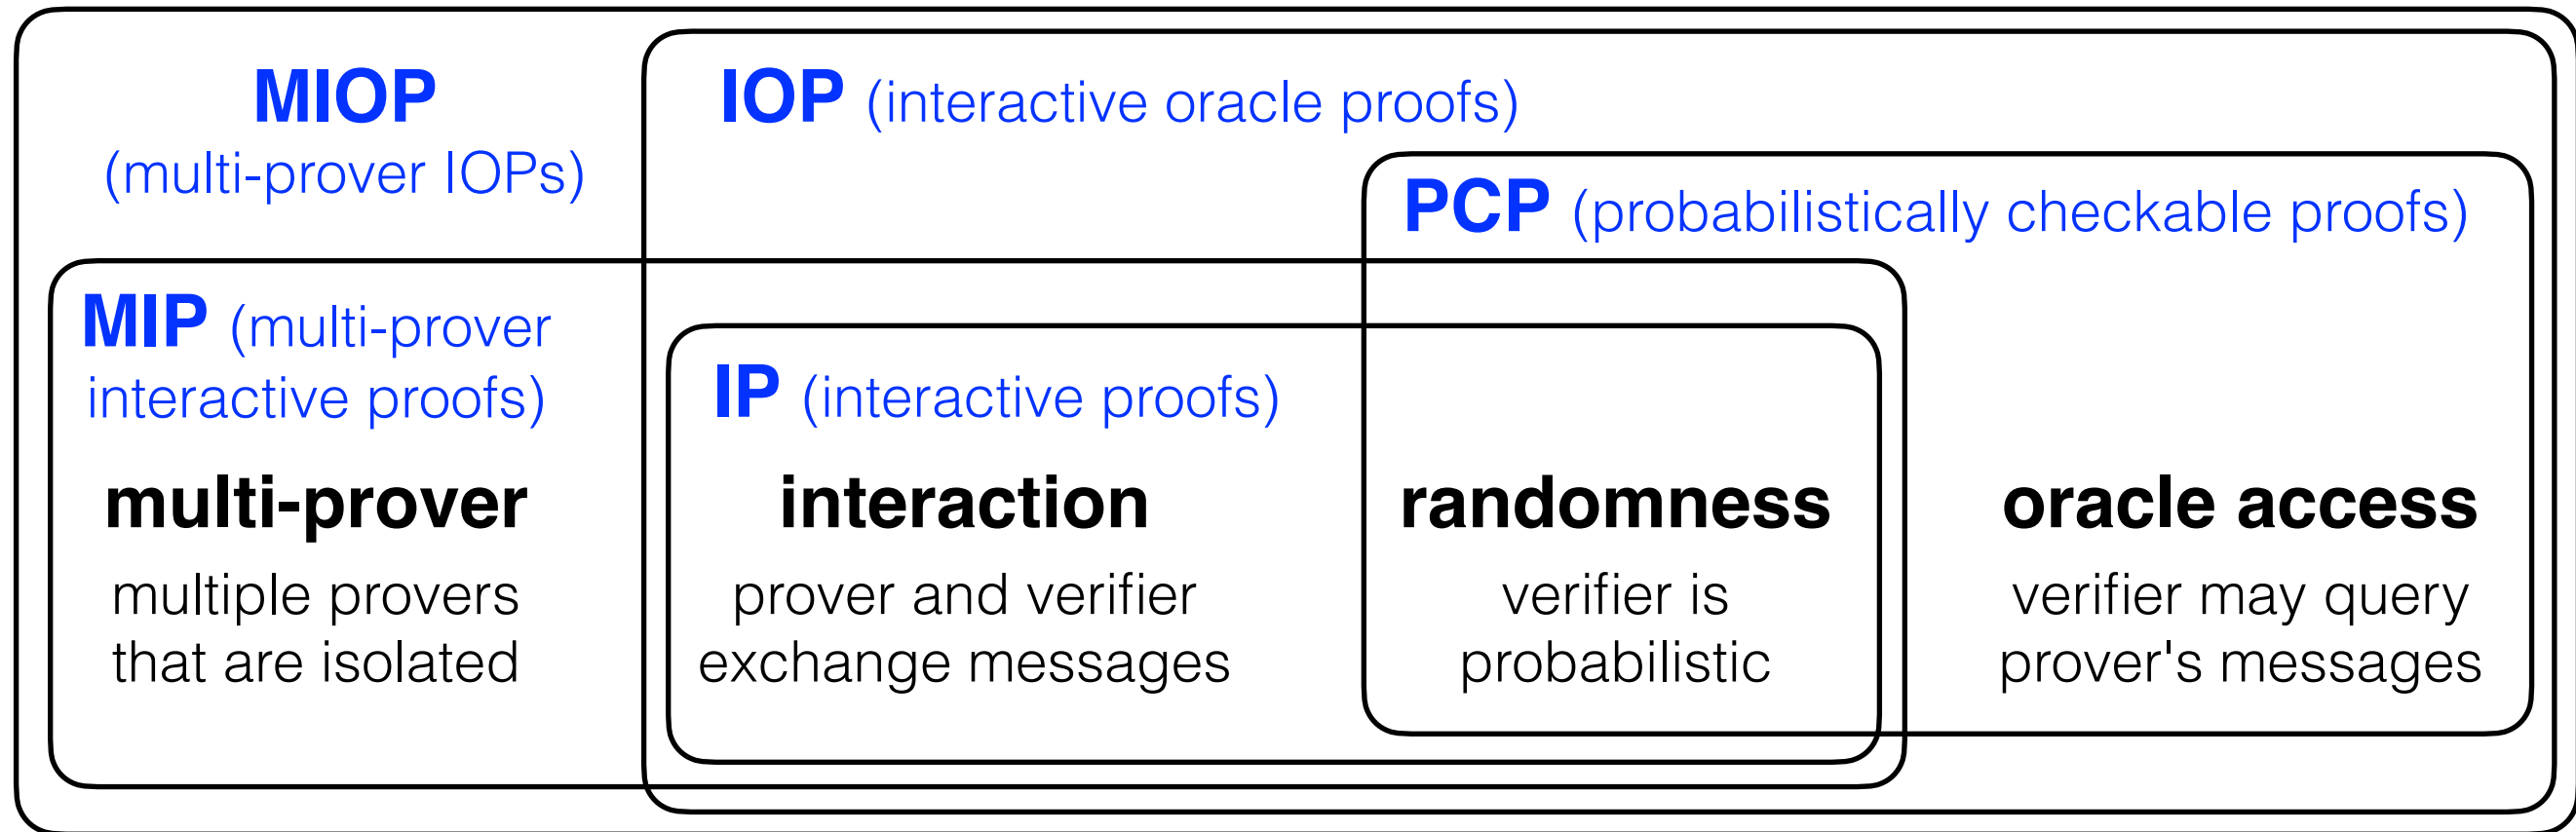 MIOP
(multi-prover IOPs)
IOP (interactive oracle proofs)
PCP (probabilistically checkable proofs)
MIP (multi-prover
interactive proofs)
IP (interactive proofs)
multi-prover
multiple provers
that are isolated
interaction
prover and verifier
exchange messages
randomness
verifier is
probabilistic
oracle access
verifier may query
prover's messages